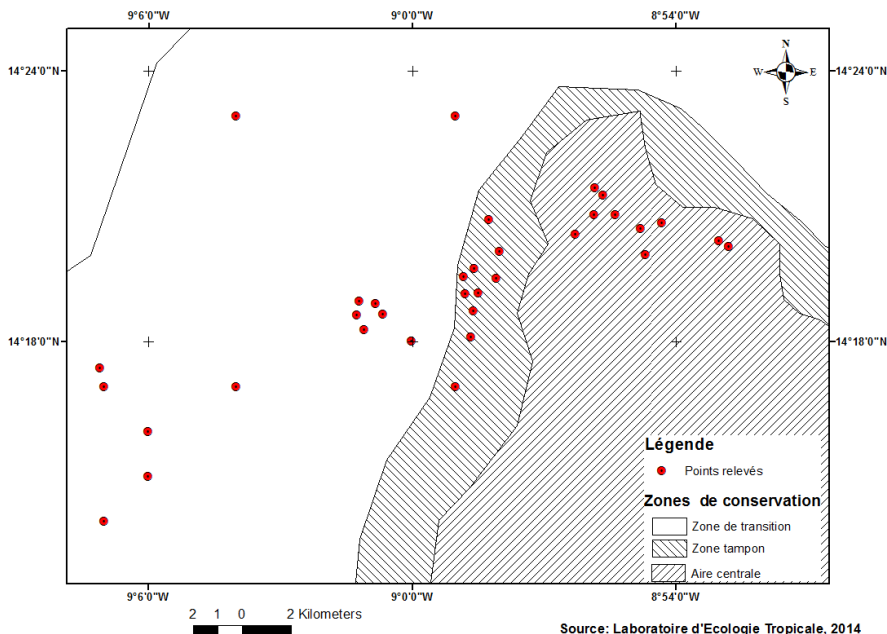 9°6'0"W 9°0'0"W 8°54'0"W
14°24'0"N 14°24'0"N
N
W E
S
14°18'0"N 14°18'0"N
Légende
Points relevés
Zones de conservation
Zone de transition
Zone tampon
Aire centrale
9°6'0"W 9°0'0"W 8°54'0"W
2 1 0 2 Kilometers
Source: Laboratoire d'Ecologie Tropicale, 2014